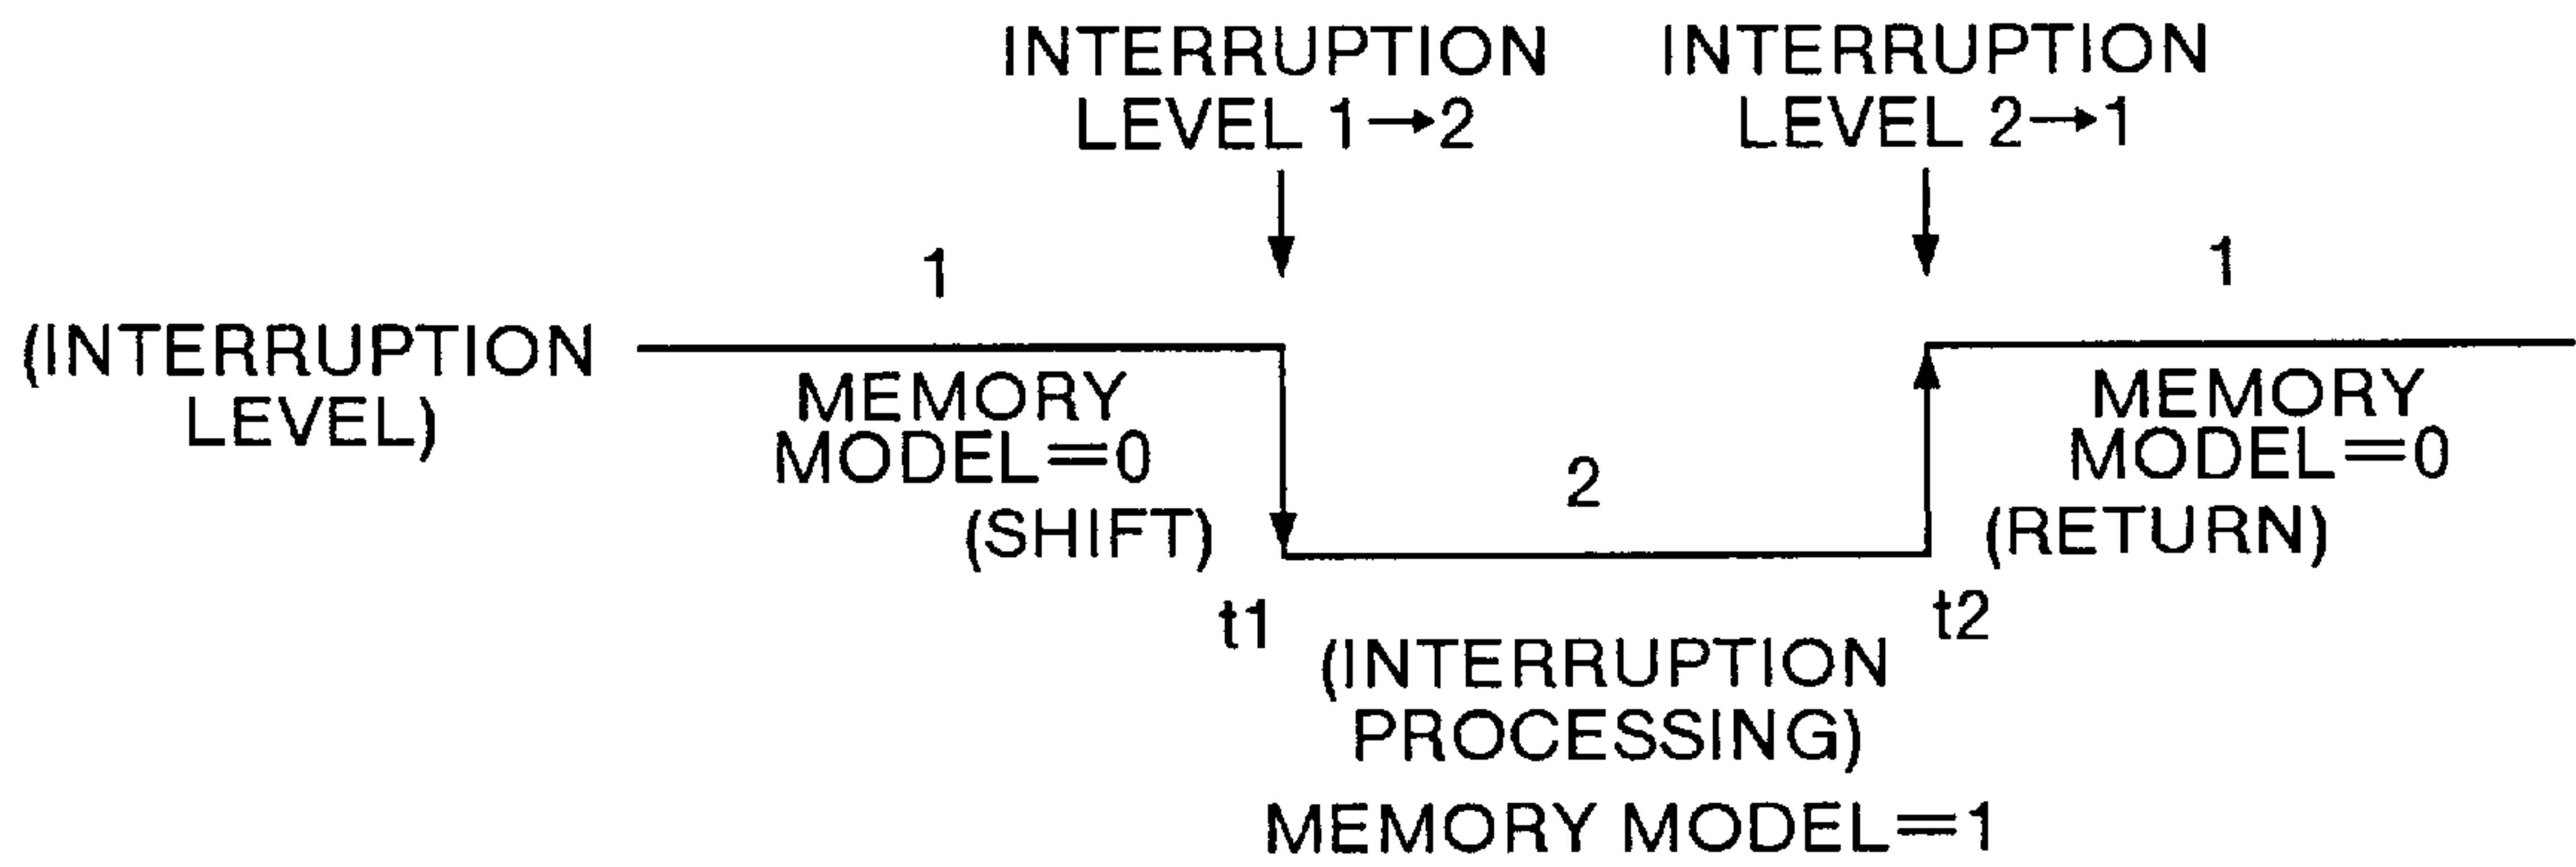 INTERRUPTION
LEVEL 1→2
INTERRUPTION
LEVEL 2→1
1
1
(INTERRUPTION
LEVEL)
MEMORY
MODEL=0
(SHIFT)
2
MEMORY
MODEL=0
(RETURN)
t1
t2
(INTERRUPTION
PROCESSING)
MEMORY MODEL=1